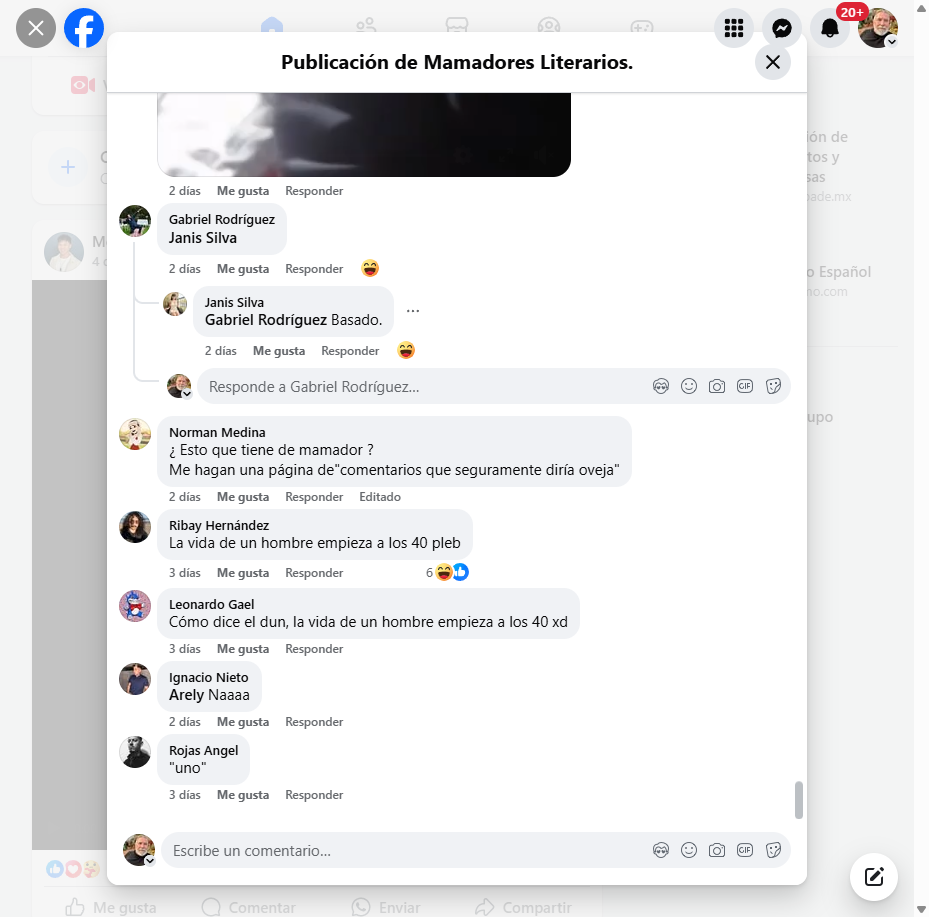 20+
Publicación de Mamadores Literarios.
2 días Me gusta Responder
Gabriel Rodríguez
Janis Silva
2 días Me gusta Responder
Janis Silva
Gabriel Rodríguez Basado.
2 días Me gusta Responder
Responde a Gabriel Rodríguez...
GIF
Norman Medina
¿ Esto que tiene de mamador ?
Me hagan una página de"comentarios que seguramente diría oveja"
2 días Me gusta Responder Editado
Ribay Hernández
La vida de un hombre empieza a los 40 pleb
3 días Me gusta Responder 6
Leonardo Gael
Cómo dice el dun, la vida de un hombre empieza a los 40 xd
3 días Me gusta Responder
Ignacio Nieto
Arely Naaaa
2 días Me gusta Responder
Rojas Angel
"uno"
3 días Me gusta Responder
Escribe un comentario...
GIF
Me gusta Comentar Enviar Compartir